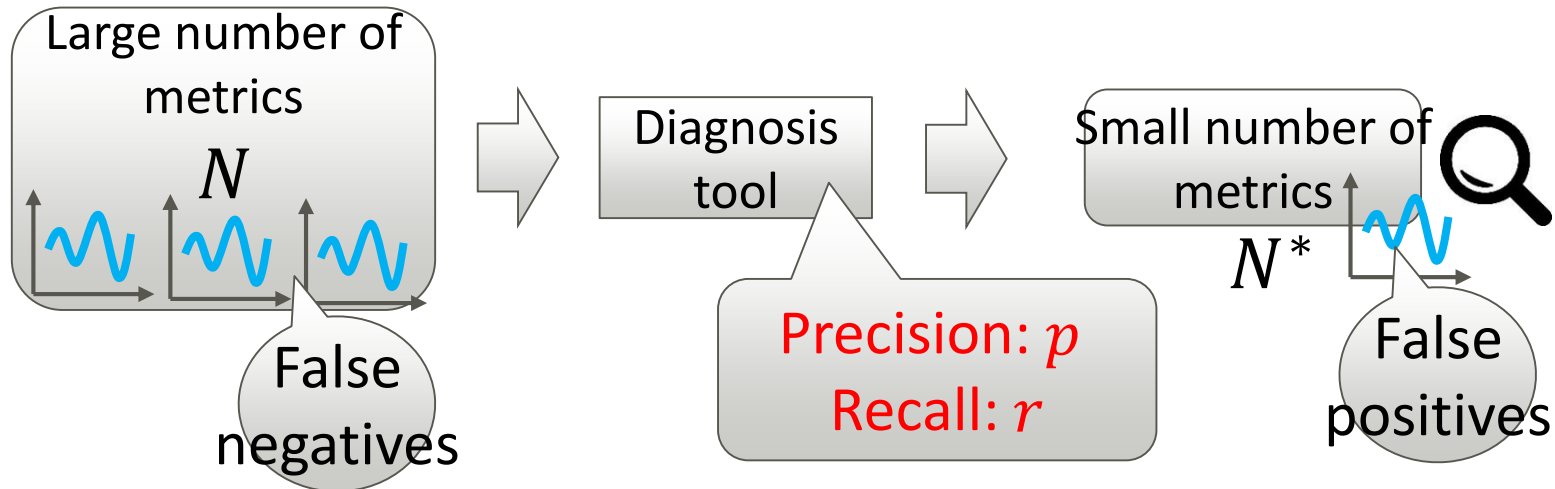 Large number of
metrics
N
False
negatives
Diagnosis
tool
Precision: p
Recall: r
Small number of
metrics
N*
False
positives